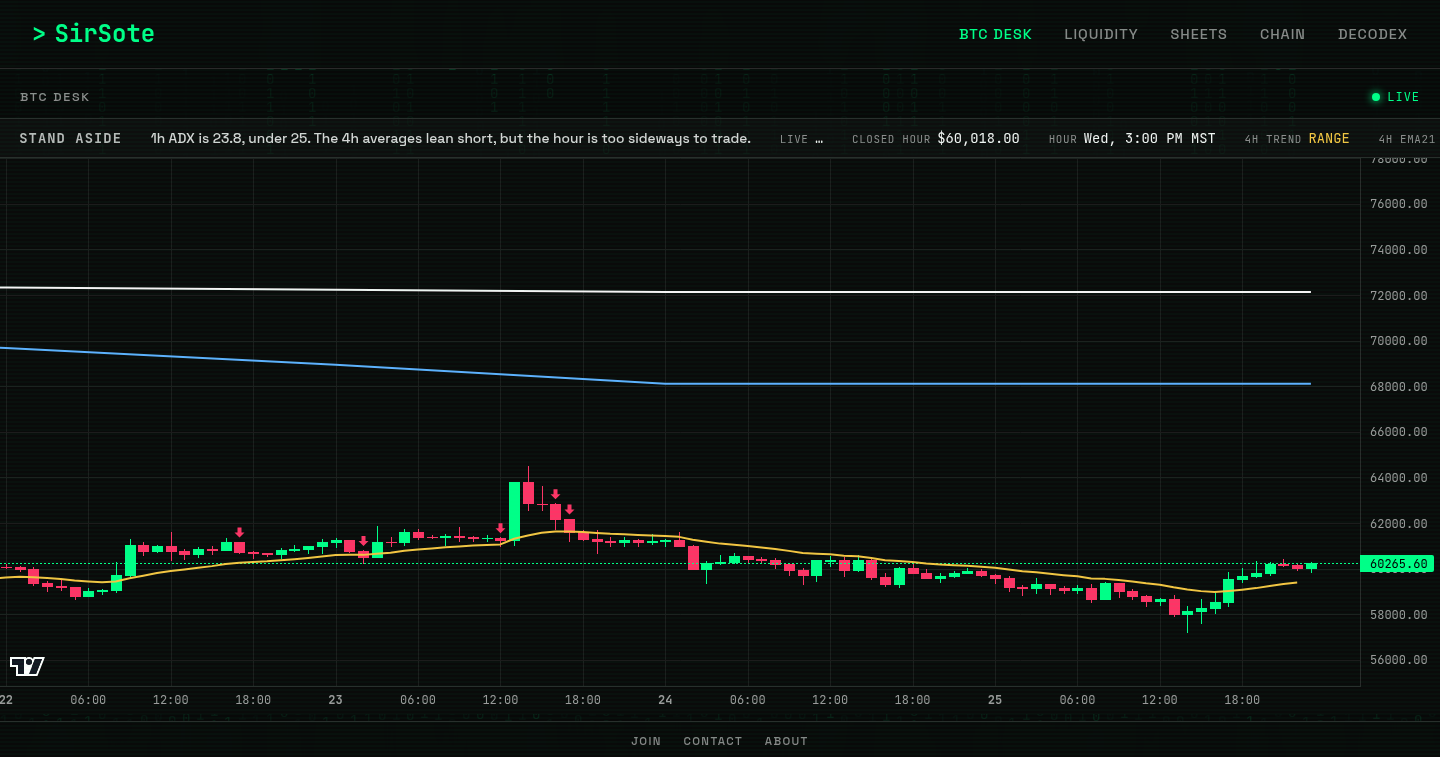 > SirSote
BTC DESK LIQUIDITY SHEETS CHAIN DECODEX
BTC DESK
LIVE
STAND ASIDE 1h ADX is 23.8, under 25. The 4h averages lean short, but the hour is too sideways to trade. LIVE … CLOSED HOUR $60,018.00 HOUR Wed, 3:00 PM MST 4H TREND RANGE 4H EMA21
78000.00
76000.00
74000.00
72000.00
70000.00
68000.00
66000.00
64000.00
62000.00
60265.60
58000.00
56000.00
22 06:00 12:00 18:00 23 06:00 12:00 18:00 24 06:00 12:00 18:00 25 06:00 12:00 18:00
JOIN CONTACT ABOUT